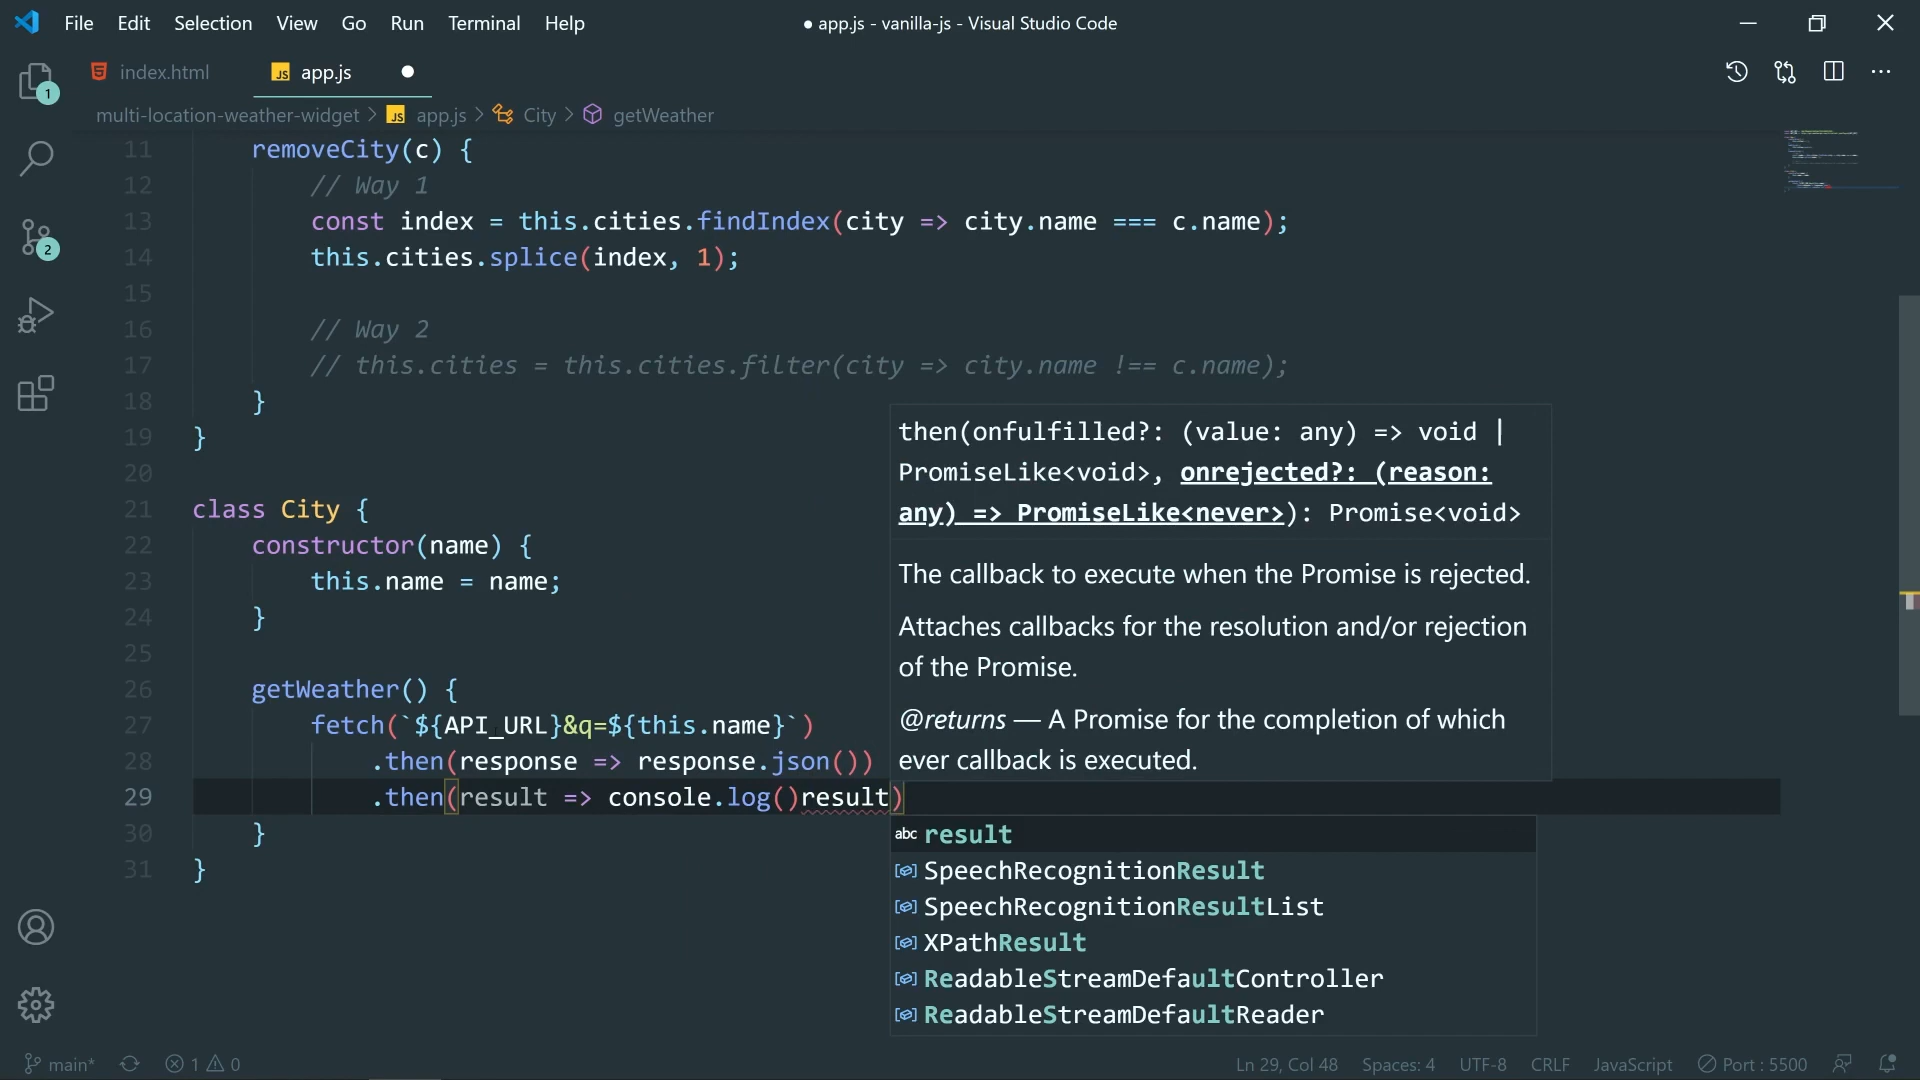 File Edit Selection View Go Run Terminal Help
● app.js - vanilla-js - Visual Studio Code
index.html
JS app.js
multi-location-weather-widget > JS app.js > City > getWeather
1
2
11 removeCity(c) {
12 // Way 1
13 const index = this.cities.findIndex(city => city.name === c.name);
14 this.cities.splice(index, 1);
15
16 // Way 2
17 // this.cities = this.cities.filter(city => city.name !== c.name);
18 }
19 }
20
21 class City {
22 constructor(name) {
23 this.name = name;
24 }
25
26 getWeather() {
27 fetch(`${API_URL}&q=${this.name}`)
28 .then(response => response.json())
29 .then(result => console.log()result)
30 }
31 }
then(onfulfilled?: (value: any) => void |
PromiseLike<void>, onrejected?: (reason:
any) => PromiseLike<never>): Promise<void>
The callback to execute when the Promise is rejected.
Attaches callbacks for the resolution and/or rejection
of the Promise.
@returns — A Promise for the completion of which
ever callback is executed.
abc result
SpeechRecognitionResult
SpeechRecognitionResultList
XPathResult
ReadableStreamDefaultController
ReadableStreamDefaultReader
main* 1 0
Ln 29, Col 48 Spaces: 4 UTF-8 CRLF JavaScript Port : 5500